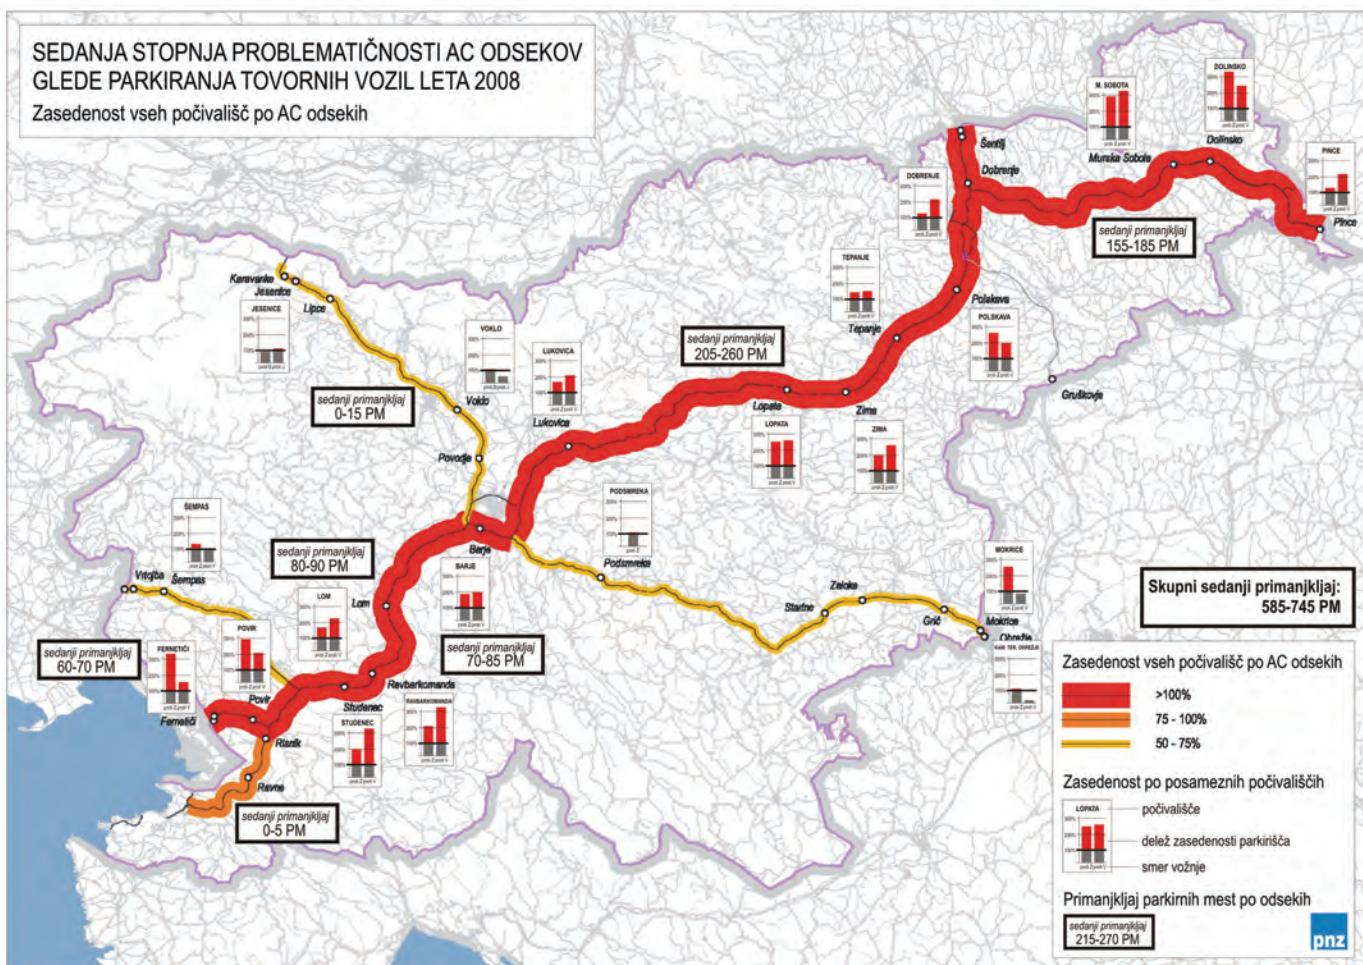 SEDANJA STOPNJA PROBLEMATIČNOSTI AC ODSEKOV
GLEDE PARKIRANJA TOVORNIH VOZIL LETA 2008
Zasedenost vseh počivališč po AC odsekih
DOLINSKO
M. SOBOTA
Šentilj
Murska Sobota
Dolinsko
PINCE
Dobrenje
DOBRENJE
Pince
sedanji primanjkljaj
155-185 PM
Karavanke
Jesenice
Lipce
TEPANJE
Polskava
JESENICE
POLSKAVA
VOKLO
LUKOVICA
Tepanje
sedanji primanjkljaj
205-260 PM
sedanji primanjkljaj
0-15 PM
Voklo
Lopata
Zima
Gruškovje
Lukovica
LOPATA
ZIMA
Povodje
PODSMREKA
ŠEMPAS
sedanji primanjkljaj
80-90 PM
Barje
MOKRICE
BARJE
Podsmreka
Vrtojba
Šempas
Lom
LOM
Zaloke
Starine
Grič
Mokrice
Obrežje
Skupni sedanji primanjkljaj:
585-745 PM
POVIR
sedanji primanjkljaj
60-70 PM
FERNETIČI
sedanji primanjkljaj
70-85 PM
KAM. TER. OBREŽJE
Ravbarkomanda
Studenec
Povir
Fernetiči
RAVBARKOMANDA
STUDENEC
Risnik
Ravne
sedanji primanjkljaj
0-5 PM
Zasedenost vseh počivališč po AC odsekih
>100%
75 - 100%
50 - 75%
Zasedenost po posameznih počivališčih
LOPATA
počivališče
delež zasedenosti parkirišča
smer vožnje
Primanjkljaj parkirnih mest po odsekih
sedanji primanjkljaj
215-270 PM
pnz